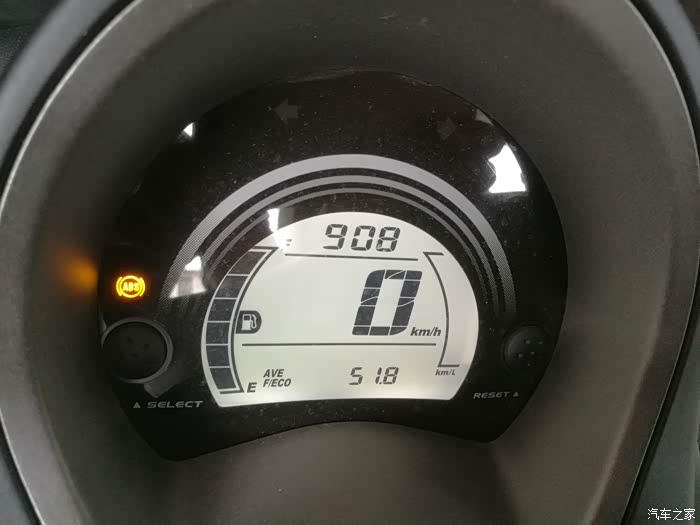 F
908
ABS
0 km/h
E
AVE
F/ECO
51.8
km/L
▲ SELECT
RESET ▲
汽车之家